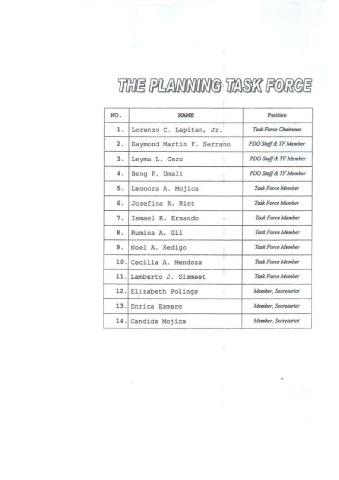 THE PLANNING TASK FORCE
NO. NAME Position
1. Lorenzo C. Lapitan, Jr. Task Force Chairman
2. Raymond Martin F. Serrano PDO Staff & TF Member
3. Leyma L. Cero PDO Staff & TF Member
4. Beng P. Umali PDO Staff & TF Member
5. Leonora A. Mojica Task Force Member
6. Josefina R. Rint Task Force Member
7. Ismael R. Ersando Task Force Member
8. Rumina A. Gil Task Force Member
9. Noel A. Sedigo Task Force Member
10. Cecilia A. Mendoza Task Force Member
11. Lamberto J. Sismaet Task Force Member
12. Elizabeth Polinga Member, Secretariat
13. Enrica Esmero Member, Secretariat
14. Candida Mojica Member, Secretariat